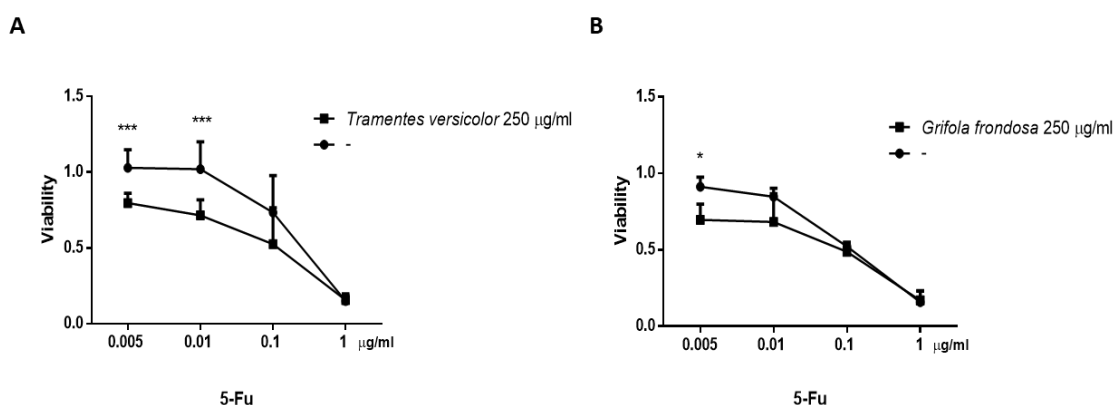 A
1.5
1.0
0.5
0.0
Viability
***
***
Tramentes versicolor 250 μg/ml
-
0.005
0.01
0.1
1
μg/ml
5-Fu
B
1.5
1.0
0.5
0.0
Viability
*
Grifola frondosa 250 μg/ml
-
0.005
0.01
0.1
1
μg/ml
5-Fu